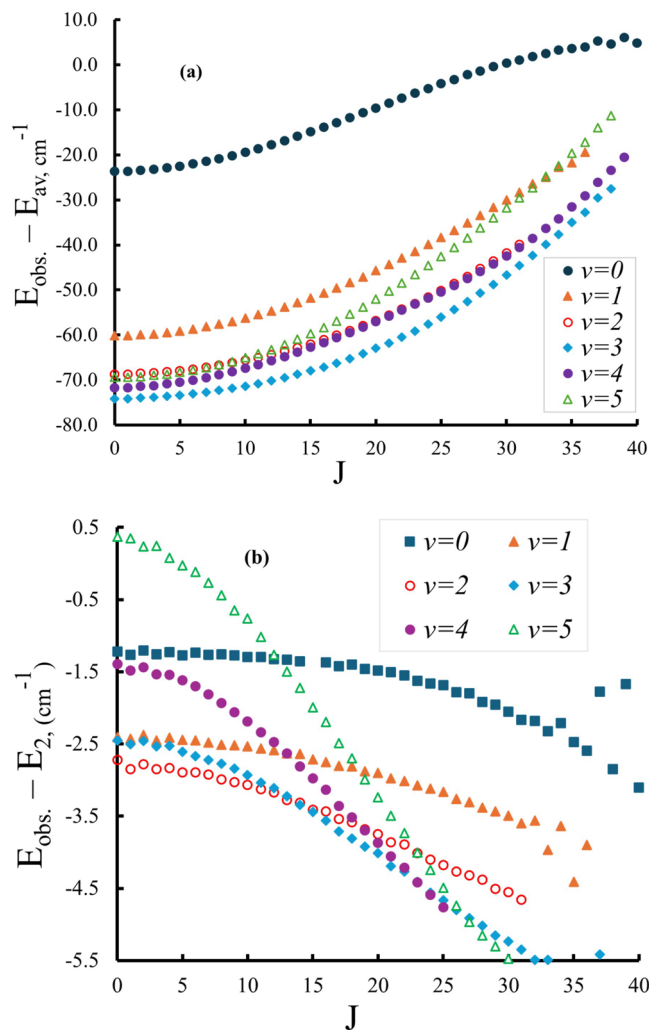 (a)
E_obs. – E_av, cm^-1
10.0
0.0
-10.0
-20.0
-30.0
-40.0
-50.0
-60.0
-70.0
-80.0
0 5 10 15 20 25 30 35 40
J
v=0
v=1
v=2
v=3
v=4
v=5
(b)
E_obs. – E_2, (cm^-1)
0.5
-0.5
-1.5
-2.5
-3.5
-4.5
-5.5
0 5 10 15 20 25 30 35 40
J
v=0 v=1
v=2 v=3
v=4 v=5